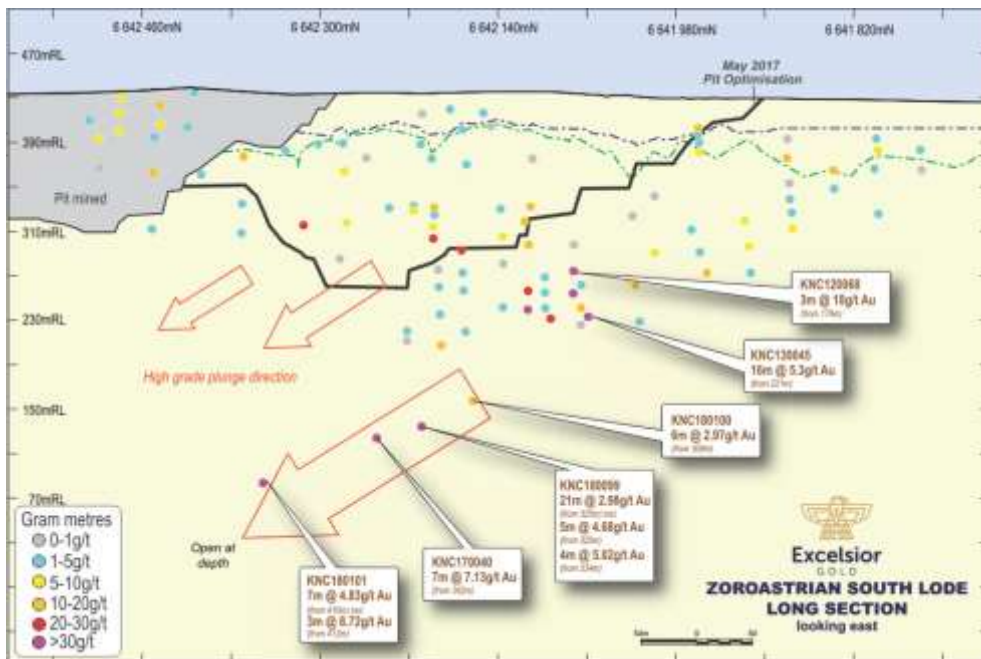 6 642 460mN 6 642 300mN 6 642 140mN 6 641 980mN 6 641 820mN
470mRL
May 2017
Pit Optimisation
390mRL
Pit mined
310mRL
KNC120068
3m @ 10g/t Au
230mRL
KNC130045
16m @ 5.3g/t Au
High grade plunge direction
150mRL
KNC180100
6m @ 2.97g/t Au
70mRL
KNC180099
21m @ 2.98g/t Au
5m @ 4.68g/t Au
4m @ 5.02g/t Au
Open at
depth
KNC170040
7m @ 7.13g/t Au
KNC180101
7m @ 4.83g/t Au
3m @ 8.72g/t Au
Gram metres
0-1g/t
1-5g/t
5-10g/t
10-20g/t
20-30g/t
>30g/t
Excelsior
GOLD
ZOROASTRIAN SOUTH LODE
LONG SECTION
looking east